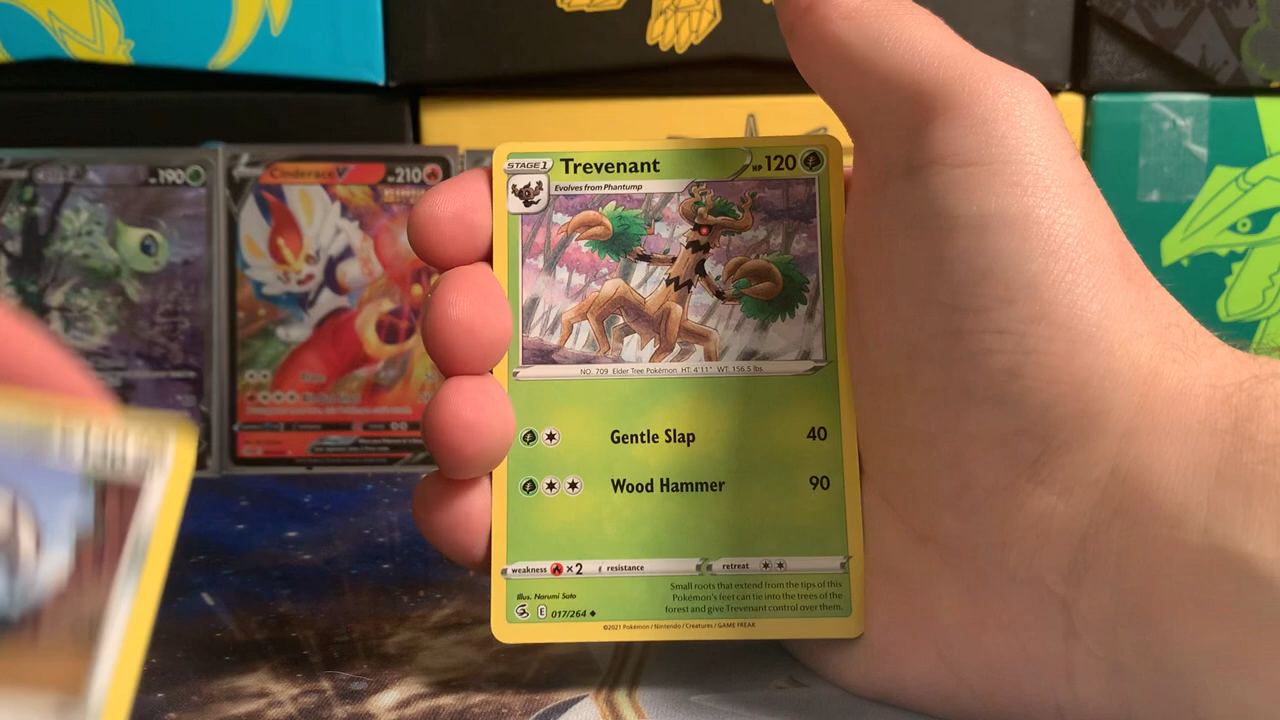 STAGE 1
Trevenant
HP 120
Evolves from Phantump
NO. 709 Elder Tree Pokémon HT: 4'11" WT: 156.5 lbs.
Gentle Slap 40
Wood Hammer 90
weakness ×2 resistance retreat
Small roots that extend from the tips of this
Pokémon's feet can tie into the trees of the
forest and give Trevenant control over them.
Illus. Narumi Sato
E 017/264
©2021 Pokémon / Nintendo / Creatures / GAME FREAK
190
Cinderace V
210